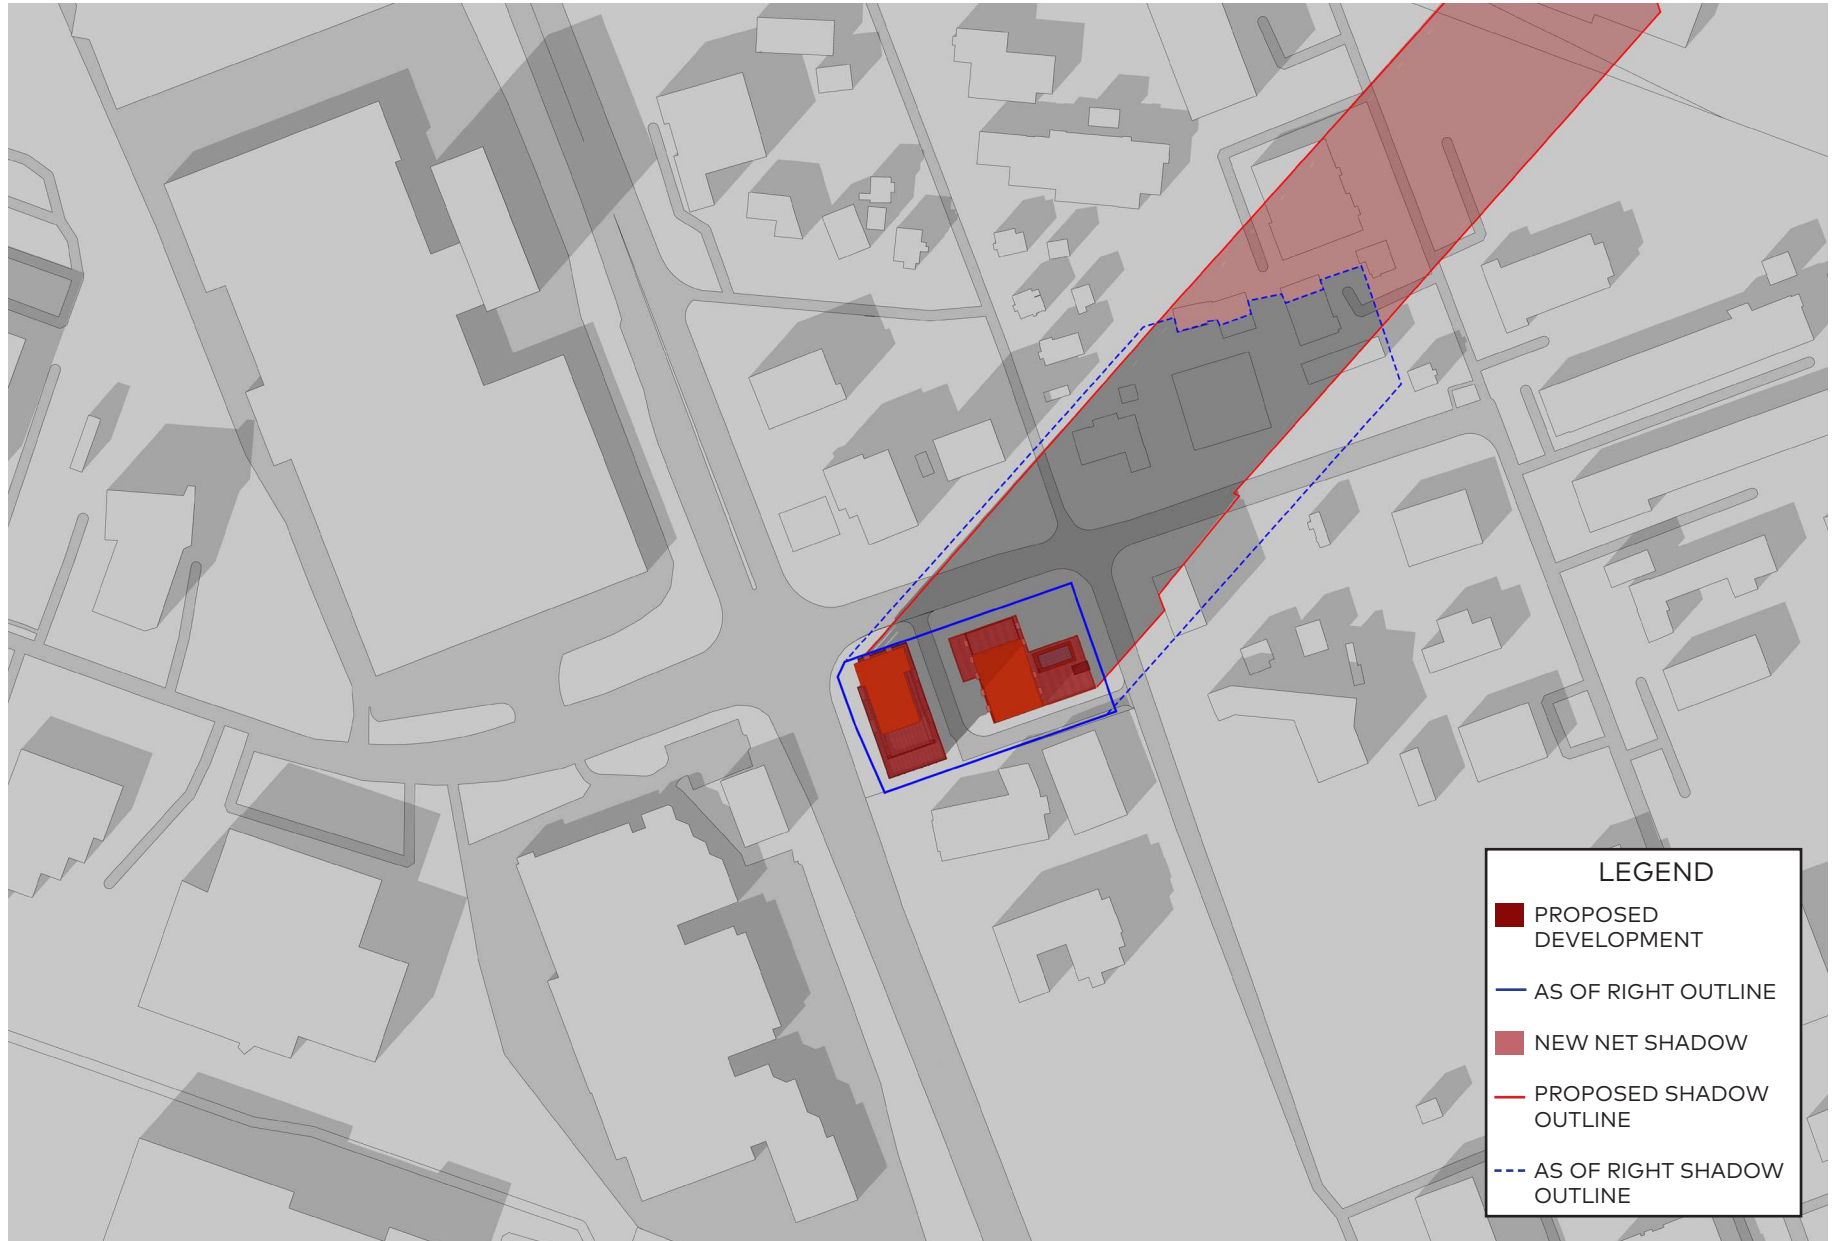 LEGEND
PROPOSED
DEVELOPMENT
AS OF RIGHT OUTLINE
NEW NET SHADOW
PROPOSED SHADOW
OUTLINE
AS OF RIGHT SHADOW
OUTLINE